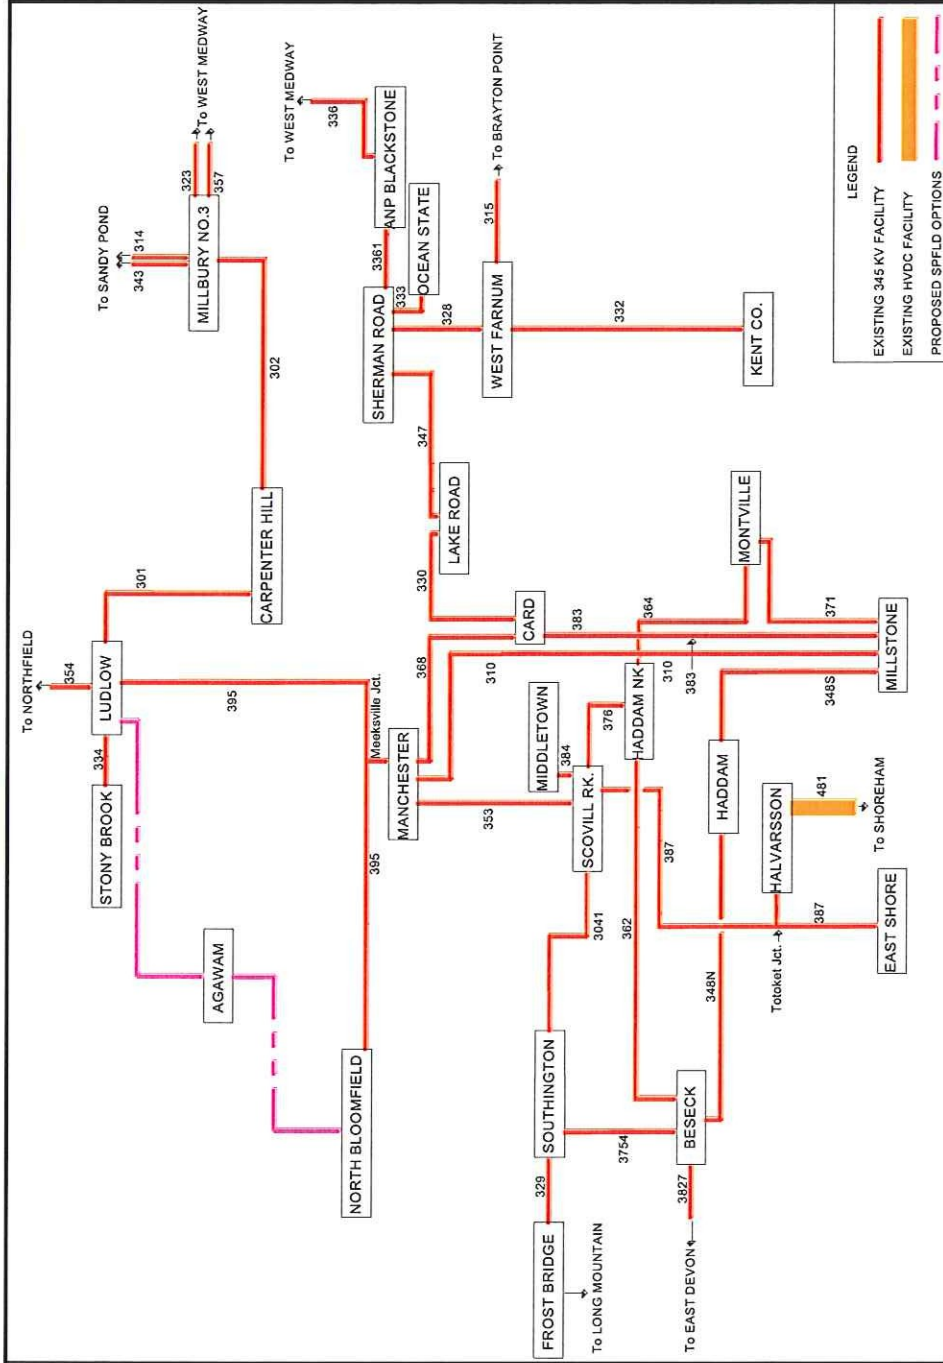 To NORTHFIELD
354
LUDLOW
334
STONY BROOK
301
395
AGAWAM
395
Meeksville Jct.
NORTH BLOOMFIELD
CARPENTER HILL
302
To SANDY POND
343
314
MILLBURY NO.3
323
357
To WEST MEDWAY
To WEST MEDWAY
336
ANP BLACKSTONE
OCEAN STATE
3361
333
SHERMAN ROAD
328
347
WEST FARNUM
315
To BRAYTON POINT
332
KENT CO.
LAKE ROAD
330
CARD
368
383
310
MANCHESTER
353
MIDDLETOWN
384
SCOVILL RK.
376
HADDAM NK
364
310
383
MONTVILLE
371
MILLSTONE
348S
HADDAM
387
3041
362
348N
HALVARSSON
481
To SHOREHAM
Totoket Jct.
387
EAST SHORE
SOUTHINGTON
329
FROST BRIDGE
To LONG MOUNTAIN
3754
BESECK
3827
To EAST DEVON
LEGEND
EXISTING 345 KV FACILITY
EXISTING HVDC FACILITY
PROPOSED SPFLD OPTIONS